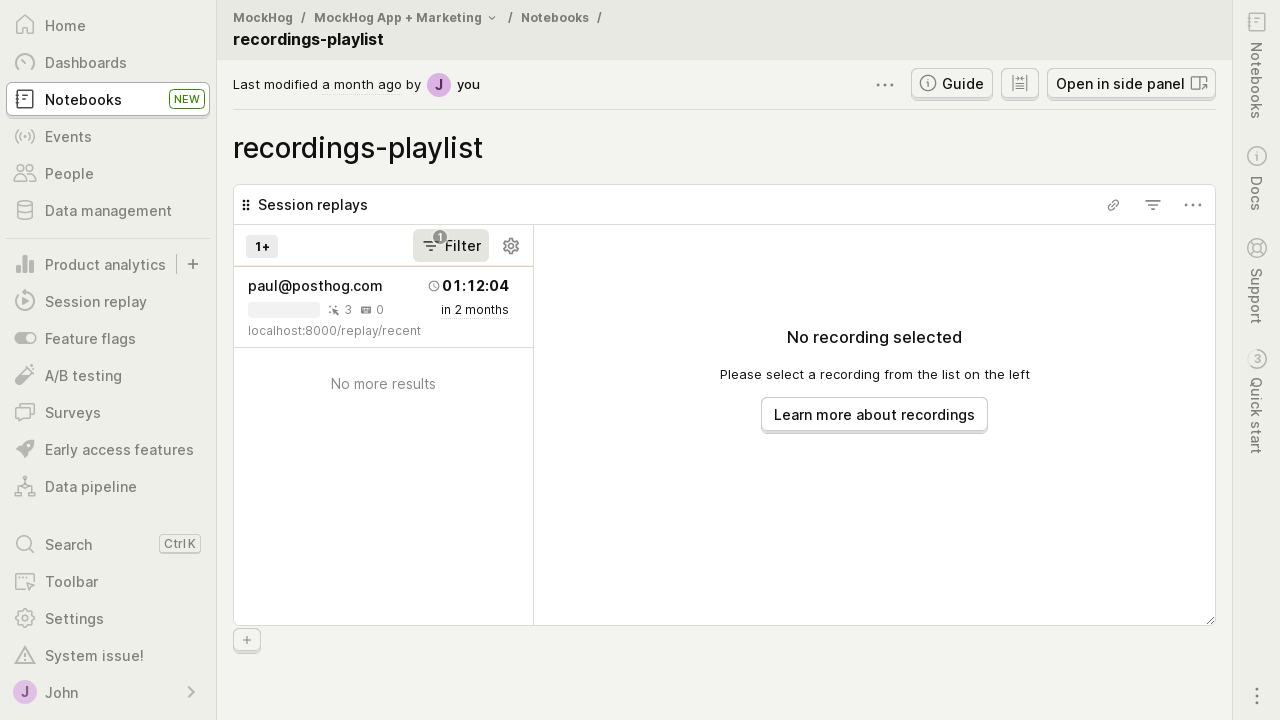 Home
Dashboards
Notebooks NEW
Events
People
Data management
Product analytics
Session replay
Feature flags
A/B testing
Surveys
Early access features
Data pipeline
Search Ctrl K
Toolbar
Settings
System issue!
J John
MockHog / MockHog App + Marketing / Notebooks /
recordings-playlist
Last modified a month ago by J you
Guide
Open in side panel
recordings-playlist
Session replays
1+
1 Filter
paul@posthog.com 01:12:04
3 0 in 2 months
localhost:8000/replay/recent
No more results
No recording selected
Please select a recording from the list on the left
Learn more about recordings
Notebooks
Docs
Support
3 Quick start